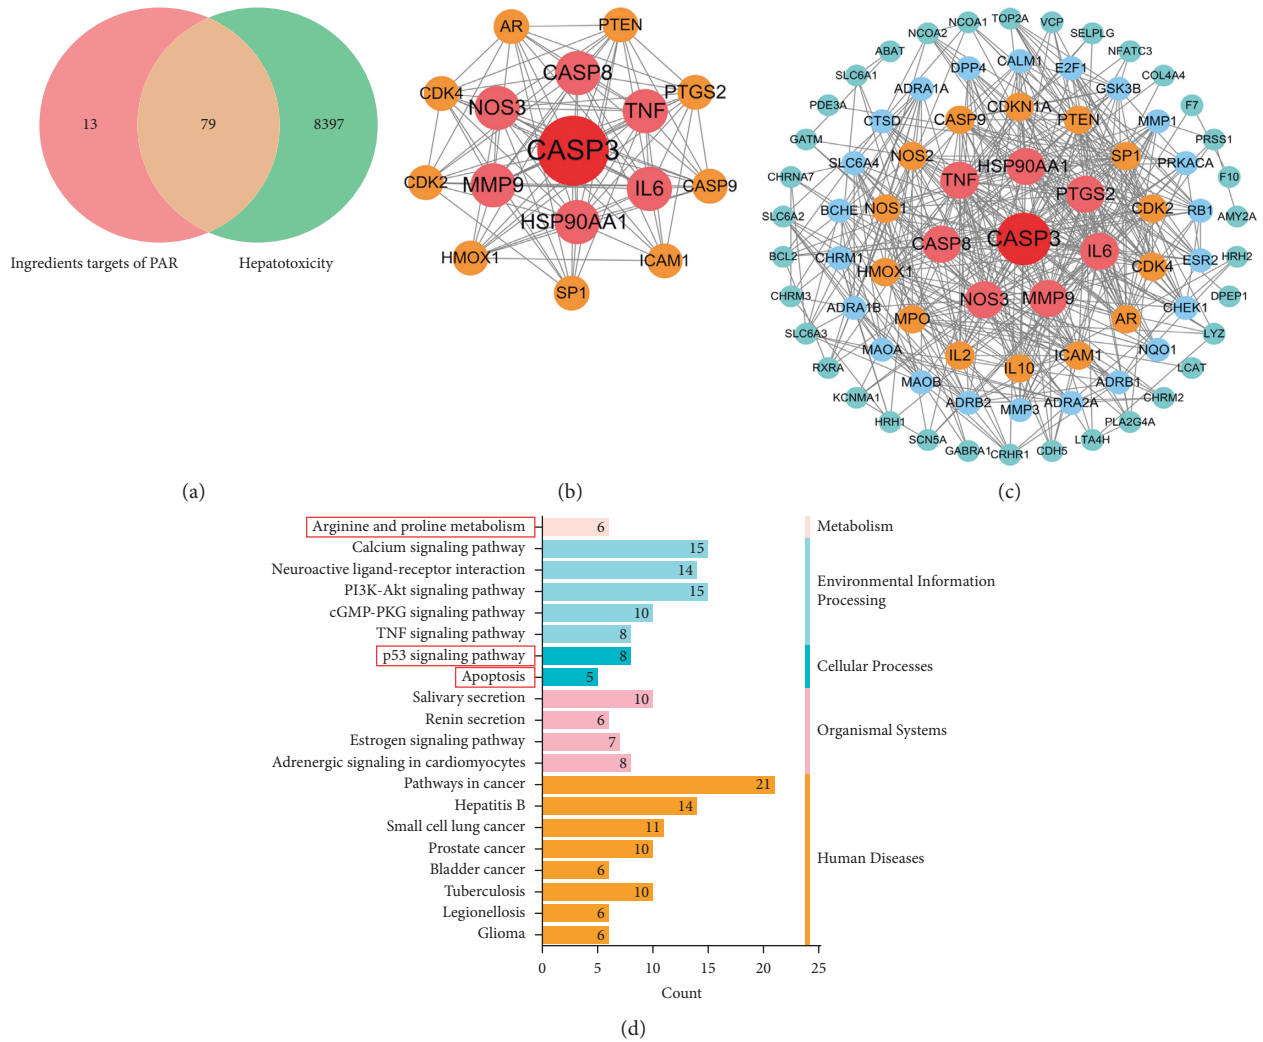 13
79
8397
Ingredients targets of PAR
Hepatotoxicity
(a)
AR
PTEN
CASP8
CDK4
NOS3
TNF
PTGS2
CASP3
CDK2
MMP9
IL6
CASP9
HSP90AA1
HMOX1
ICAM1
SP1
(b)
TOP2A
NCOA1
VCP
NCOA2
SELPLG
ABAT
NFATC3
CALM1
E2F1
DPP4
SLC6A1
COL4A4
ADRA1A
GSK3B
PDE3A
CDKN1A
F7
CASP9
PTEN
CTSD
MMP1
GATM
PRSS1
NOS2
SP1
SLC6A4
HSP90AA1
PRKACA
CHRNA7
TNF
F10
PTGS2
SLC6A2
BCHE
NOS1
CDK2
RB1
AMY2A
CASP3
CASP8
BCL2
CHRM1
IL6
ESR2
HRH2
HMOX1
CDK4
CHRM3
NOS3
MMP9
DPEP1
ADRA1B
CHEK1
MPO
AR
SLC6A3
LYZ
MAOA
NQO1
IL2
ICAM1
RXRA
IL10
LCAT
MAOB
ADRB1
KCNMA1
ADRB2
MMP3
ADRA2A
CHRM2
HRH1
PLA2G4A
SCN5A
LTA4H
GABRA1
CRHR1
CDH5
(c)
Arginine and proline metabolism
6
Metabolism
Calcium signaling pathway
15
Neuroactive ligand-receptor interaction
14
Environmental Information
Processing
PI3K-Akt signaling pathway
15
cGMP-PKG signaling pathway
10
TNF signaling pathway
8
p53 signaling pathway
8
Cellular Processes
Apoptosis
5
Salivary secretion
10
Renin secretion
6
Organismal Systems
Estrogen signaling pathway
7
Adrenergic signaling in cardiomyocytes
8
Pathways in cancer
21
Hepatitis B
14
Small cell lung cancer
11
Prostate cancer
10
Human Diseases
Bladder cancer
6
Tuberculosis
10
Legionellosis
6
Glioma
6
0
5
10
15
20
25
Count
(d)